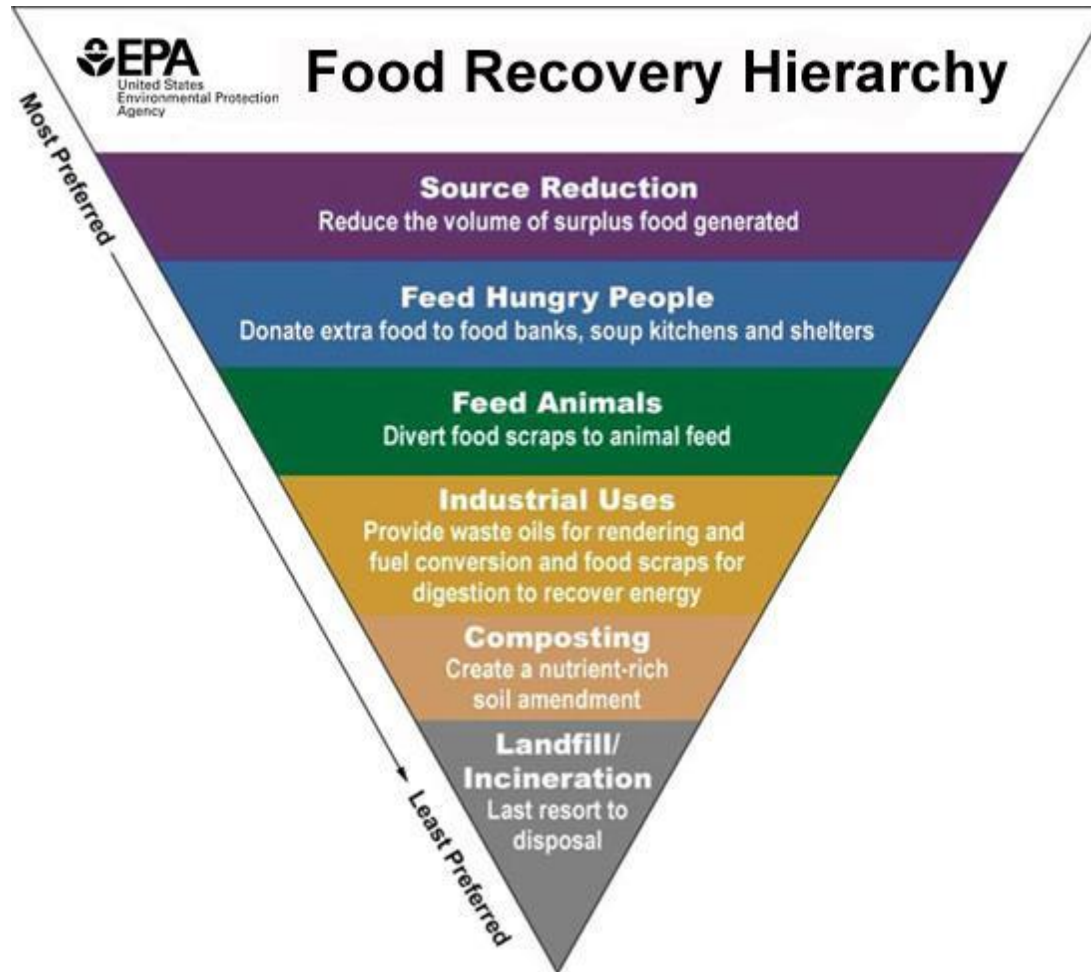 EPA
United States
Environmental Protection
Agency
Food Recovery Hierarchy
Most Preferred
Source Reduction
Reduce the volume of surplus food generated
Feed Hungry People
Donate extra food to food banks, soup kitchens and shelters
Feed Animals
Divert food scraps to animal feed
Industrial Uses
Provide waste oils for rendering and
fuel conversion and food scraps for
digestion to recover energy
Composting
Create a nutrient-rich
soil amendment
Landfill/
Incineration
Last resort to
disposal
Least Preferred